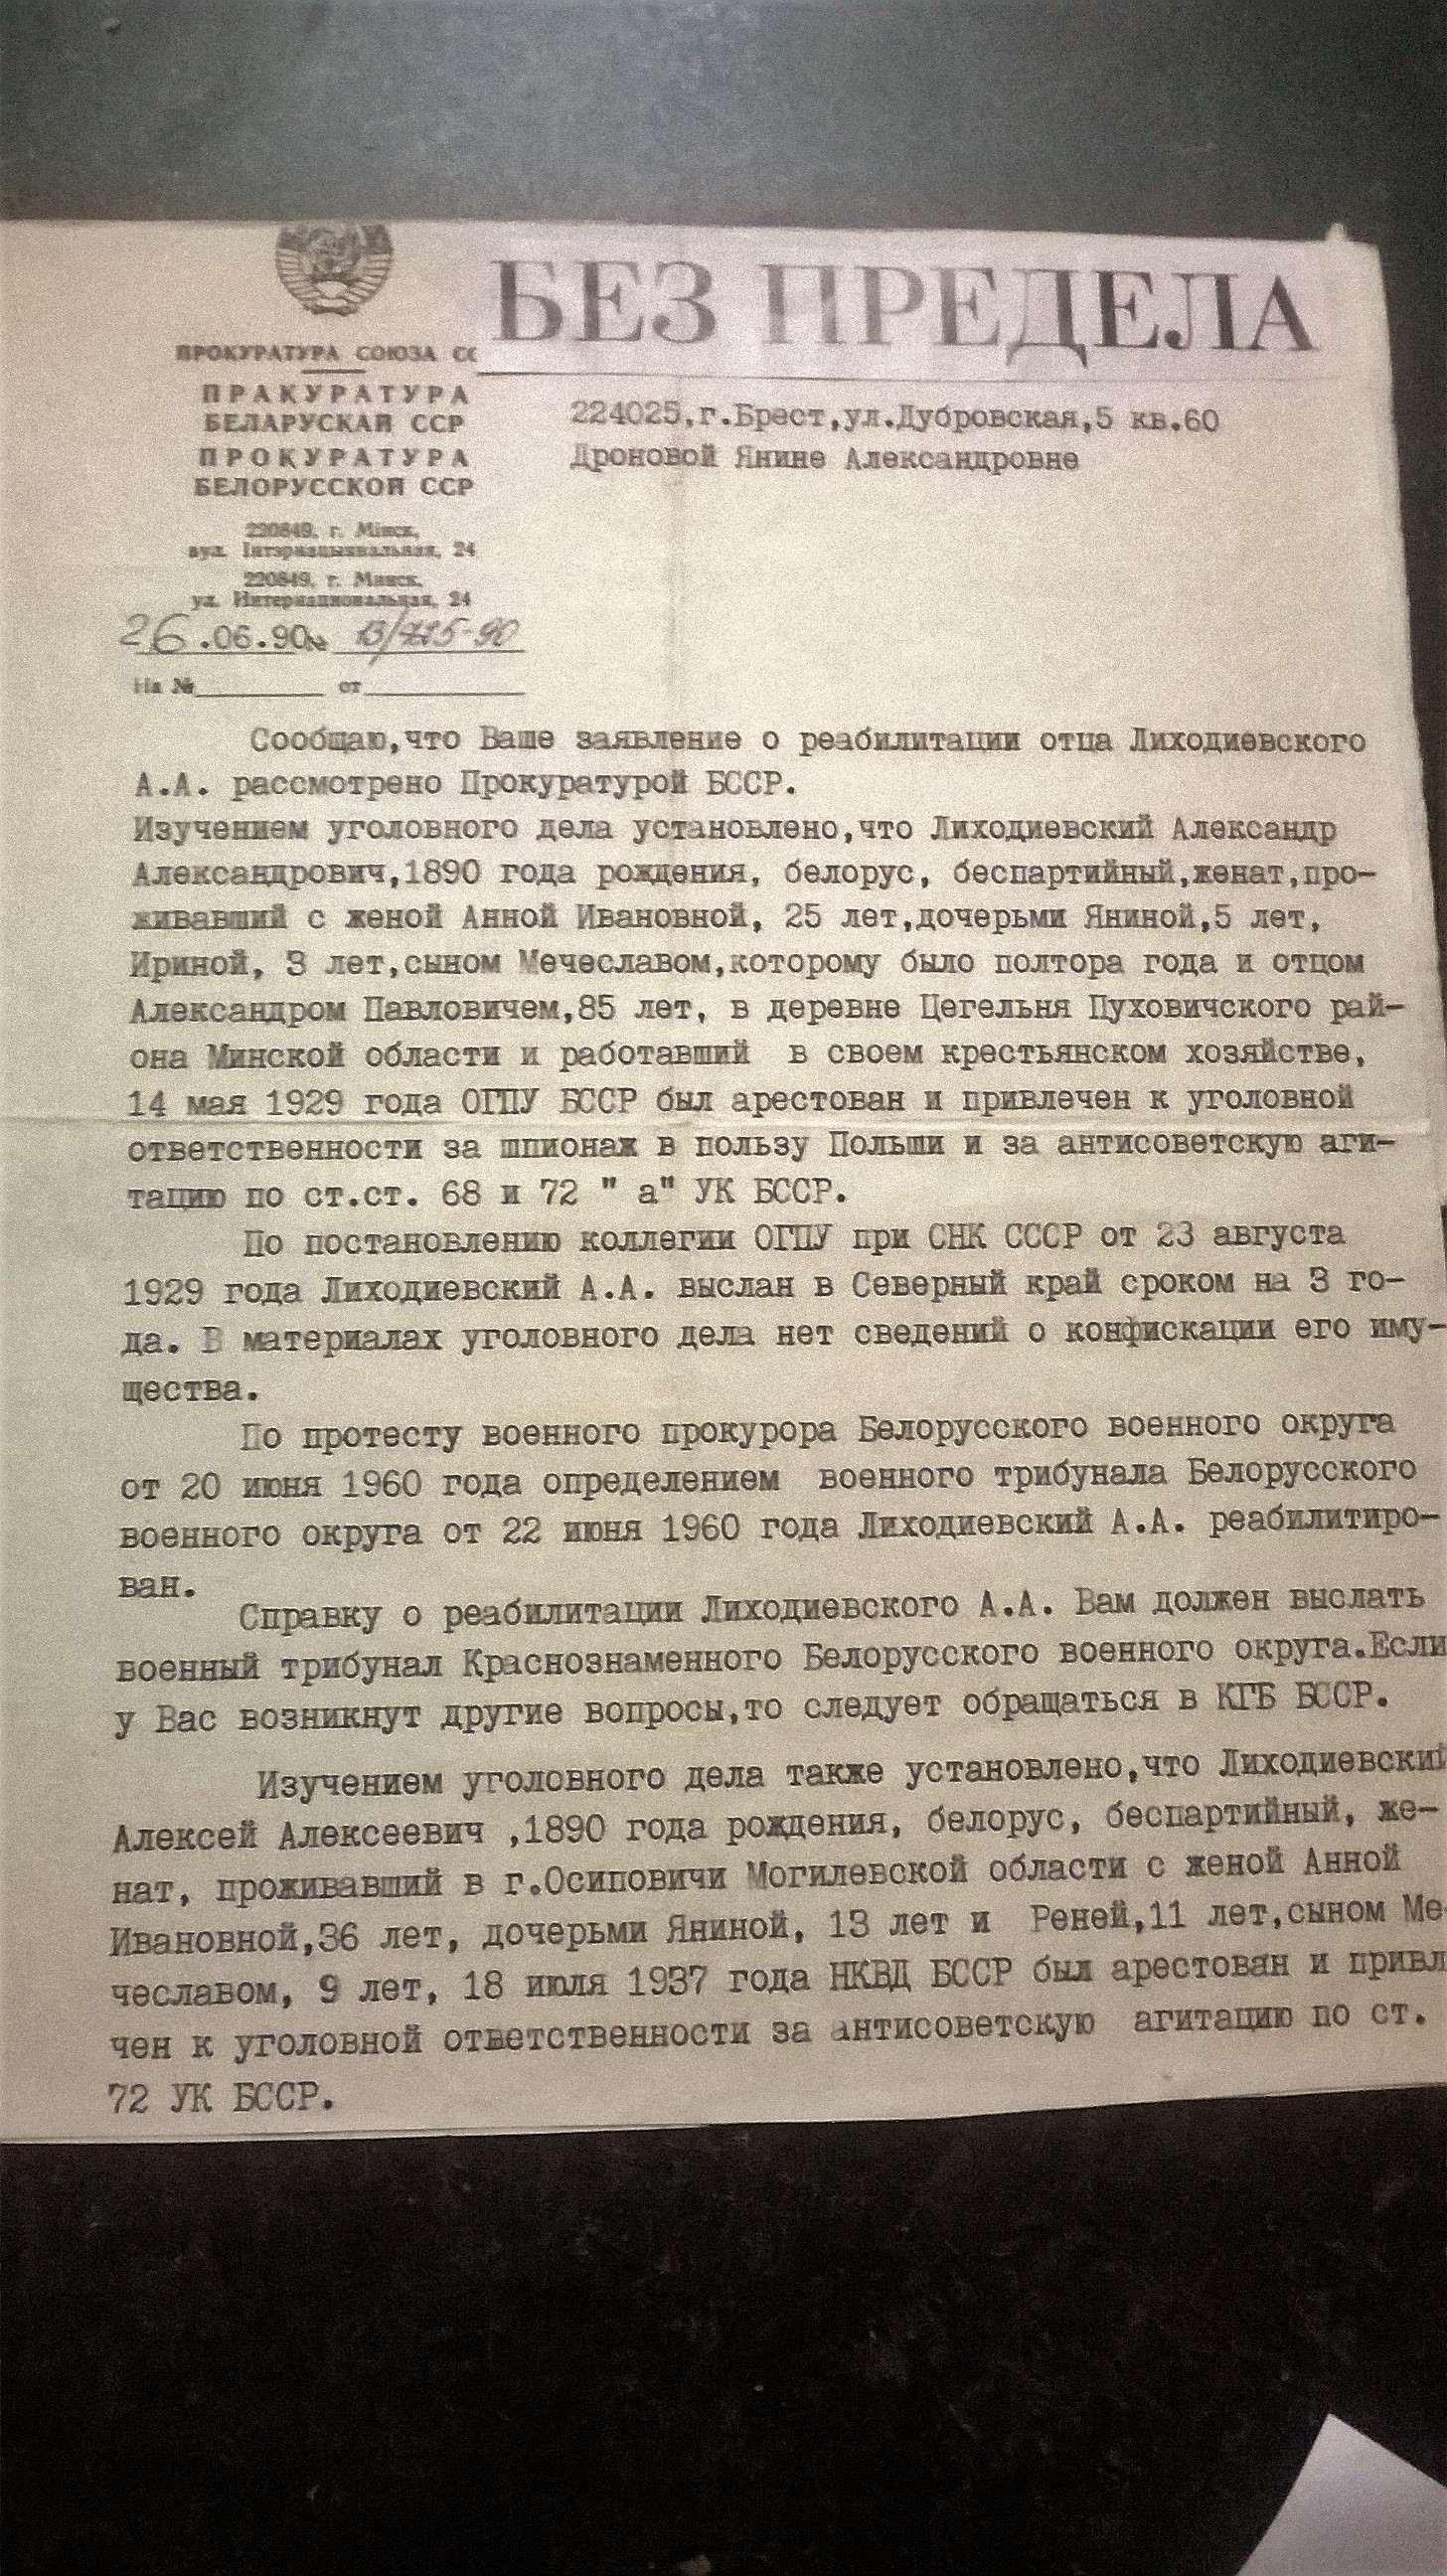 БЕЗ ПРЕДЕЛА
ПРОКУРАТУРА СОЮЗА СС
ПРАКУРАТУРА
БЕЛАРУСКАЙ ССР
ПРОКУРАТУРА
БЕЛОРУССКОЙ ССР
220849, г. Мінск,
вул. Інтэрнацыянальная, 24
220849, г. Минск,
ул. Интернациональная, 24
26.06.90 № 13/725-90
На № от
224025,г.Брест,ул.Дубровская,5 кв.60
Дроновой Янине Александровне
Сообщаю,что Ваше заявление о реабилитации отца Лиходиевского
А.А. рассмотрено Прокуратурой БССР.
Изучением уголовного дела установлено,что Лиходиевский Александр
Александрович,1890 года рождения, белорус, беспартийный,женат,про-
живавший с женой Анной Ивановной, 25 лет,дочерьми Яниной,5 лет,
Ириной, 3 лет,сыном Мечеславом,которому было полтора года и отцом
Александром Павловичем,85 лет, в деревне Цегельня Пуховичского рай-
она Минской области и работавший в своем крестьянском хозяйстве,
14 мая 1929 года ОГПУ БССР был арестован и привлечен к уголовной
ответственности за шпионаж в пользу Польши и за антисоветскую аги-
тацию по ст.ст. 68 и 72 " а" УК БССР.
По постановлению коллегии ОГПУ при СНК СССР от 23 августа
1929 года Лиходиевский А.А. выслан в Северный край сроком на 3 го-
да. В материалах уголовного дела нет сведений о конфискации его иму-
щества.
По протесту военного прокурора Белорусского военного округа
от 20 июня 1960 года определением военного трибунала Белорусского
военного округа от 22 июня 1960 года Лиходиевский А.А. реабилитиро-
ван.
Справку о реабилитации Лиходиевского А.А. Вам должен выслать
военный трибунал Краснознаменного Белорусского военного округа.Если
у Вас возникнут другие вопросы,то следует обращаться в КГБ БССР.
Изучением уголовного дела также установлено,что Лиходиевский
Алексей Алексеевич ,1890 года рождения, белорус, беспартийный, же-
нат, проживавший в г.Осиповичи Могилевской области с женой Анной
Ивановной,36 лет, дочерьми Яниной, 13 лет и Реней,11 лет,сыном Ме-
чеславом, 9 лет, 18 июля 1937 года НКВД БССР был арестован и привл
чен к уголовной ответственности за антисоветскую агитацию по ст.
72 УК БССР.